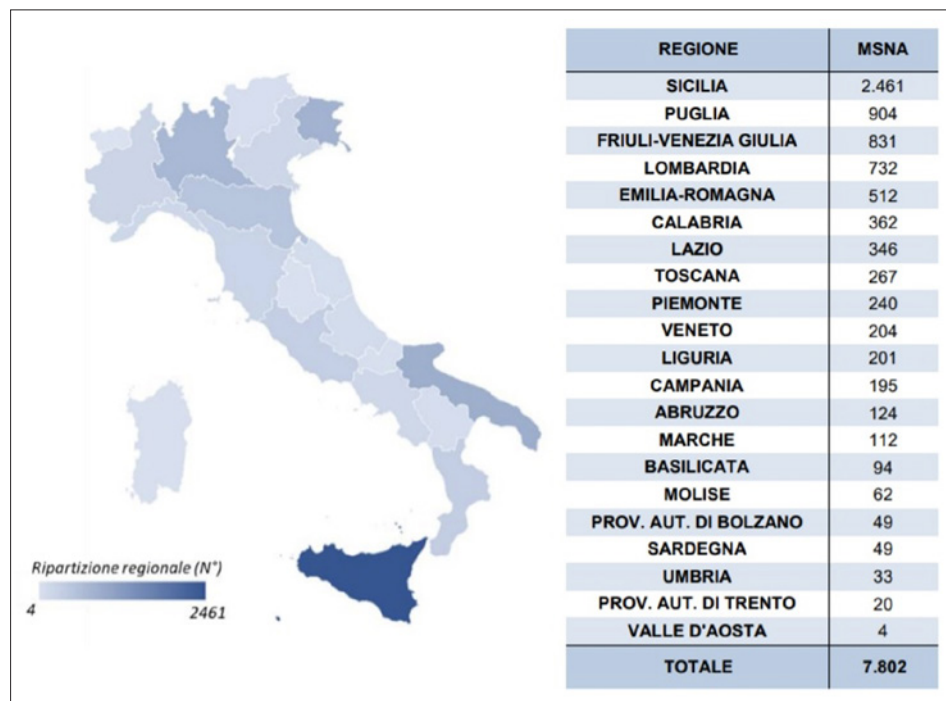 REGIONE MSNA
SICILIA 2.461
PUGLIA 904
FRIULI-VENEZIA GIULIA 831
LOMBARDIA 732
EMILIA-ROMAGNA 512
CALABRIA 362
LAZIO 346
TOSCANA 267
PIEMONTE 240
VENETO 204
LIGURIA 201
CAMPANIA 195
ABRUZZO 124
MARCHE 112
BASILICATA 94
MOLISE 62
PROV. AUT. DI BOLZANO 49
SARDEGNA 49
UMBRIA 33
PROV. AUT. DI TRENTO 20
VALLE D'AOSTA 4
TOTALE 7.802
Ripartizione regionale (N°)
4 2461